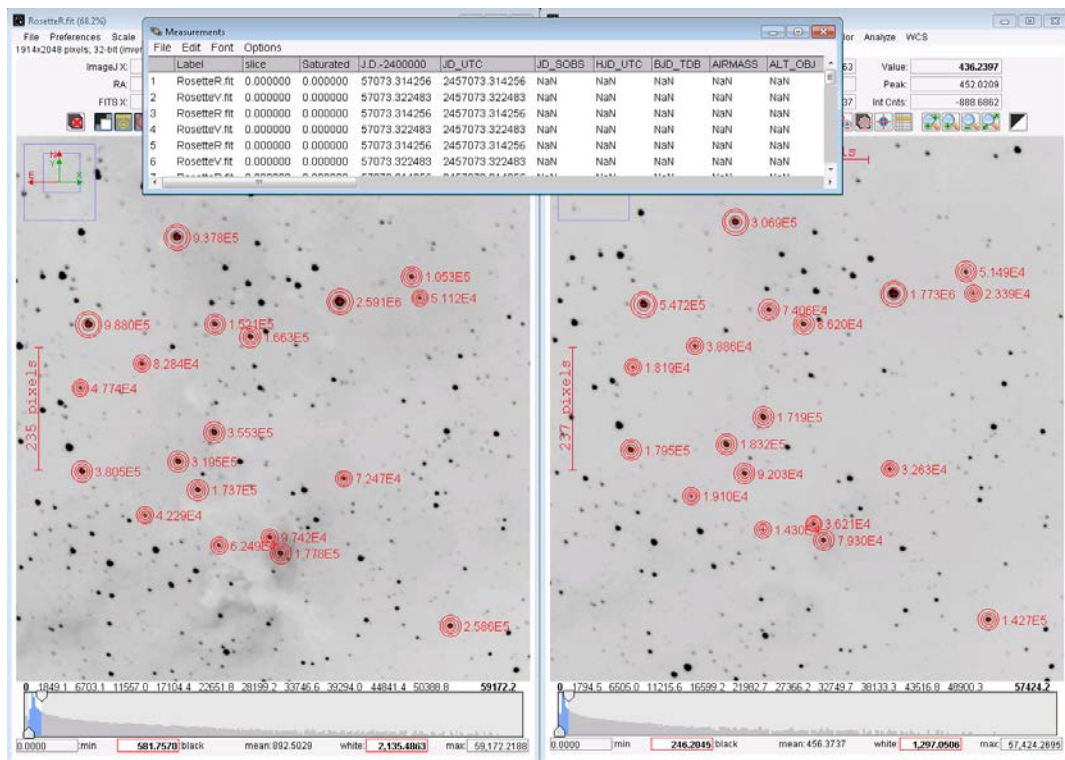 RosetteR.fit (68.2%)
File Preferences Scale
1914x2048 pixels; 32-bit (inver
ImageJ X:
RA:
FITS X:
Measurements
File Edit Font Options
Label slice Saturated J.D.-2400000 JD_UTC JD_SOBS HJD_UTC BJD_TDB AIRMASS ALT_OBJ
1 RosetteR.fit 0.000000 0.000000 57073.314256 2457073.314256 NaN NaN NaN NaN NaN
2 RosetteV.fit 0.000000 0.000000 57073.322483 2457073.322483 NaN NaN NaN NaN NaN
3 RosetteR.fit 0.000000 0.000000 57073.314256 2457073.314256 NaN NaN NaN NaN NaN
4 RosetteV.fit 0.000000 0.000000 57073.322483 2457073.322483 NaN NaN NaN NaN NaN
5 RosetteR.fit 0.000000 0.000000 57073.314256 2457073.314256 NaN NaN NaN NaN NaN
6 RosetteV.fit 0.000000 0.000000 57073.322483 2457073.322483 NaN NaN NaN NaN NaN
lor Analyze WCS
63 Value: 436.2397
Peak: 452.0209
37 Int Cnts: -888.6862
N
Y
E
X
9.378E5
1.053E5
5.112E4
2.591E6
9.880E5
1.521E5
1.663E5
8.284E4
4.774E4
235 pixels
3.553E5
3.195E5
3.805E5
7.247E4
1.737E5
4.229E4
9.742E4
6.249E4
1.778E5
2.586E5
0 1849.1 6703.1 11557.0 17104.4 22651.8 28199.2 33746.6 39294.0 44841.4 50388.8 59172.2
0.0000 :min 581.7570 :black mean: 892.5029 white: 2,135.4863 max: 59,172.2188
3.069E5
5.149E4
2.339E4
1.773E6
5.472E5
7.406E4
8.620E4
3.886E4
1.819E4
237 pixels
1.719E5
1.832E5
1.795E5
3.263E4
9.203E4
1.910E4
3.621E4
7.930E4
1.427E5
0 1794.5 6505.0 11215.6 16599.2 21982.7 27366.2 32749.7 38133.3 43516.8 48900.3 57424.2
0.0000 :min 246.2045 :black mean: 456.3737 white: 1,297.0506 max: 57,424.2695